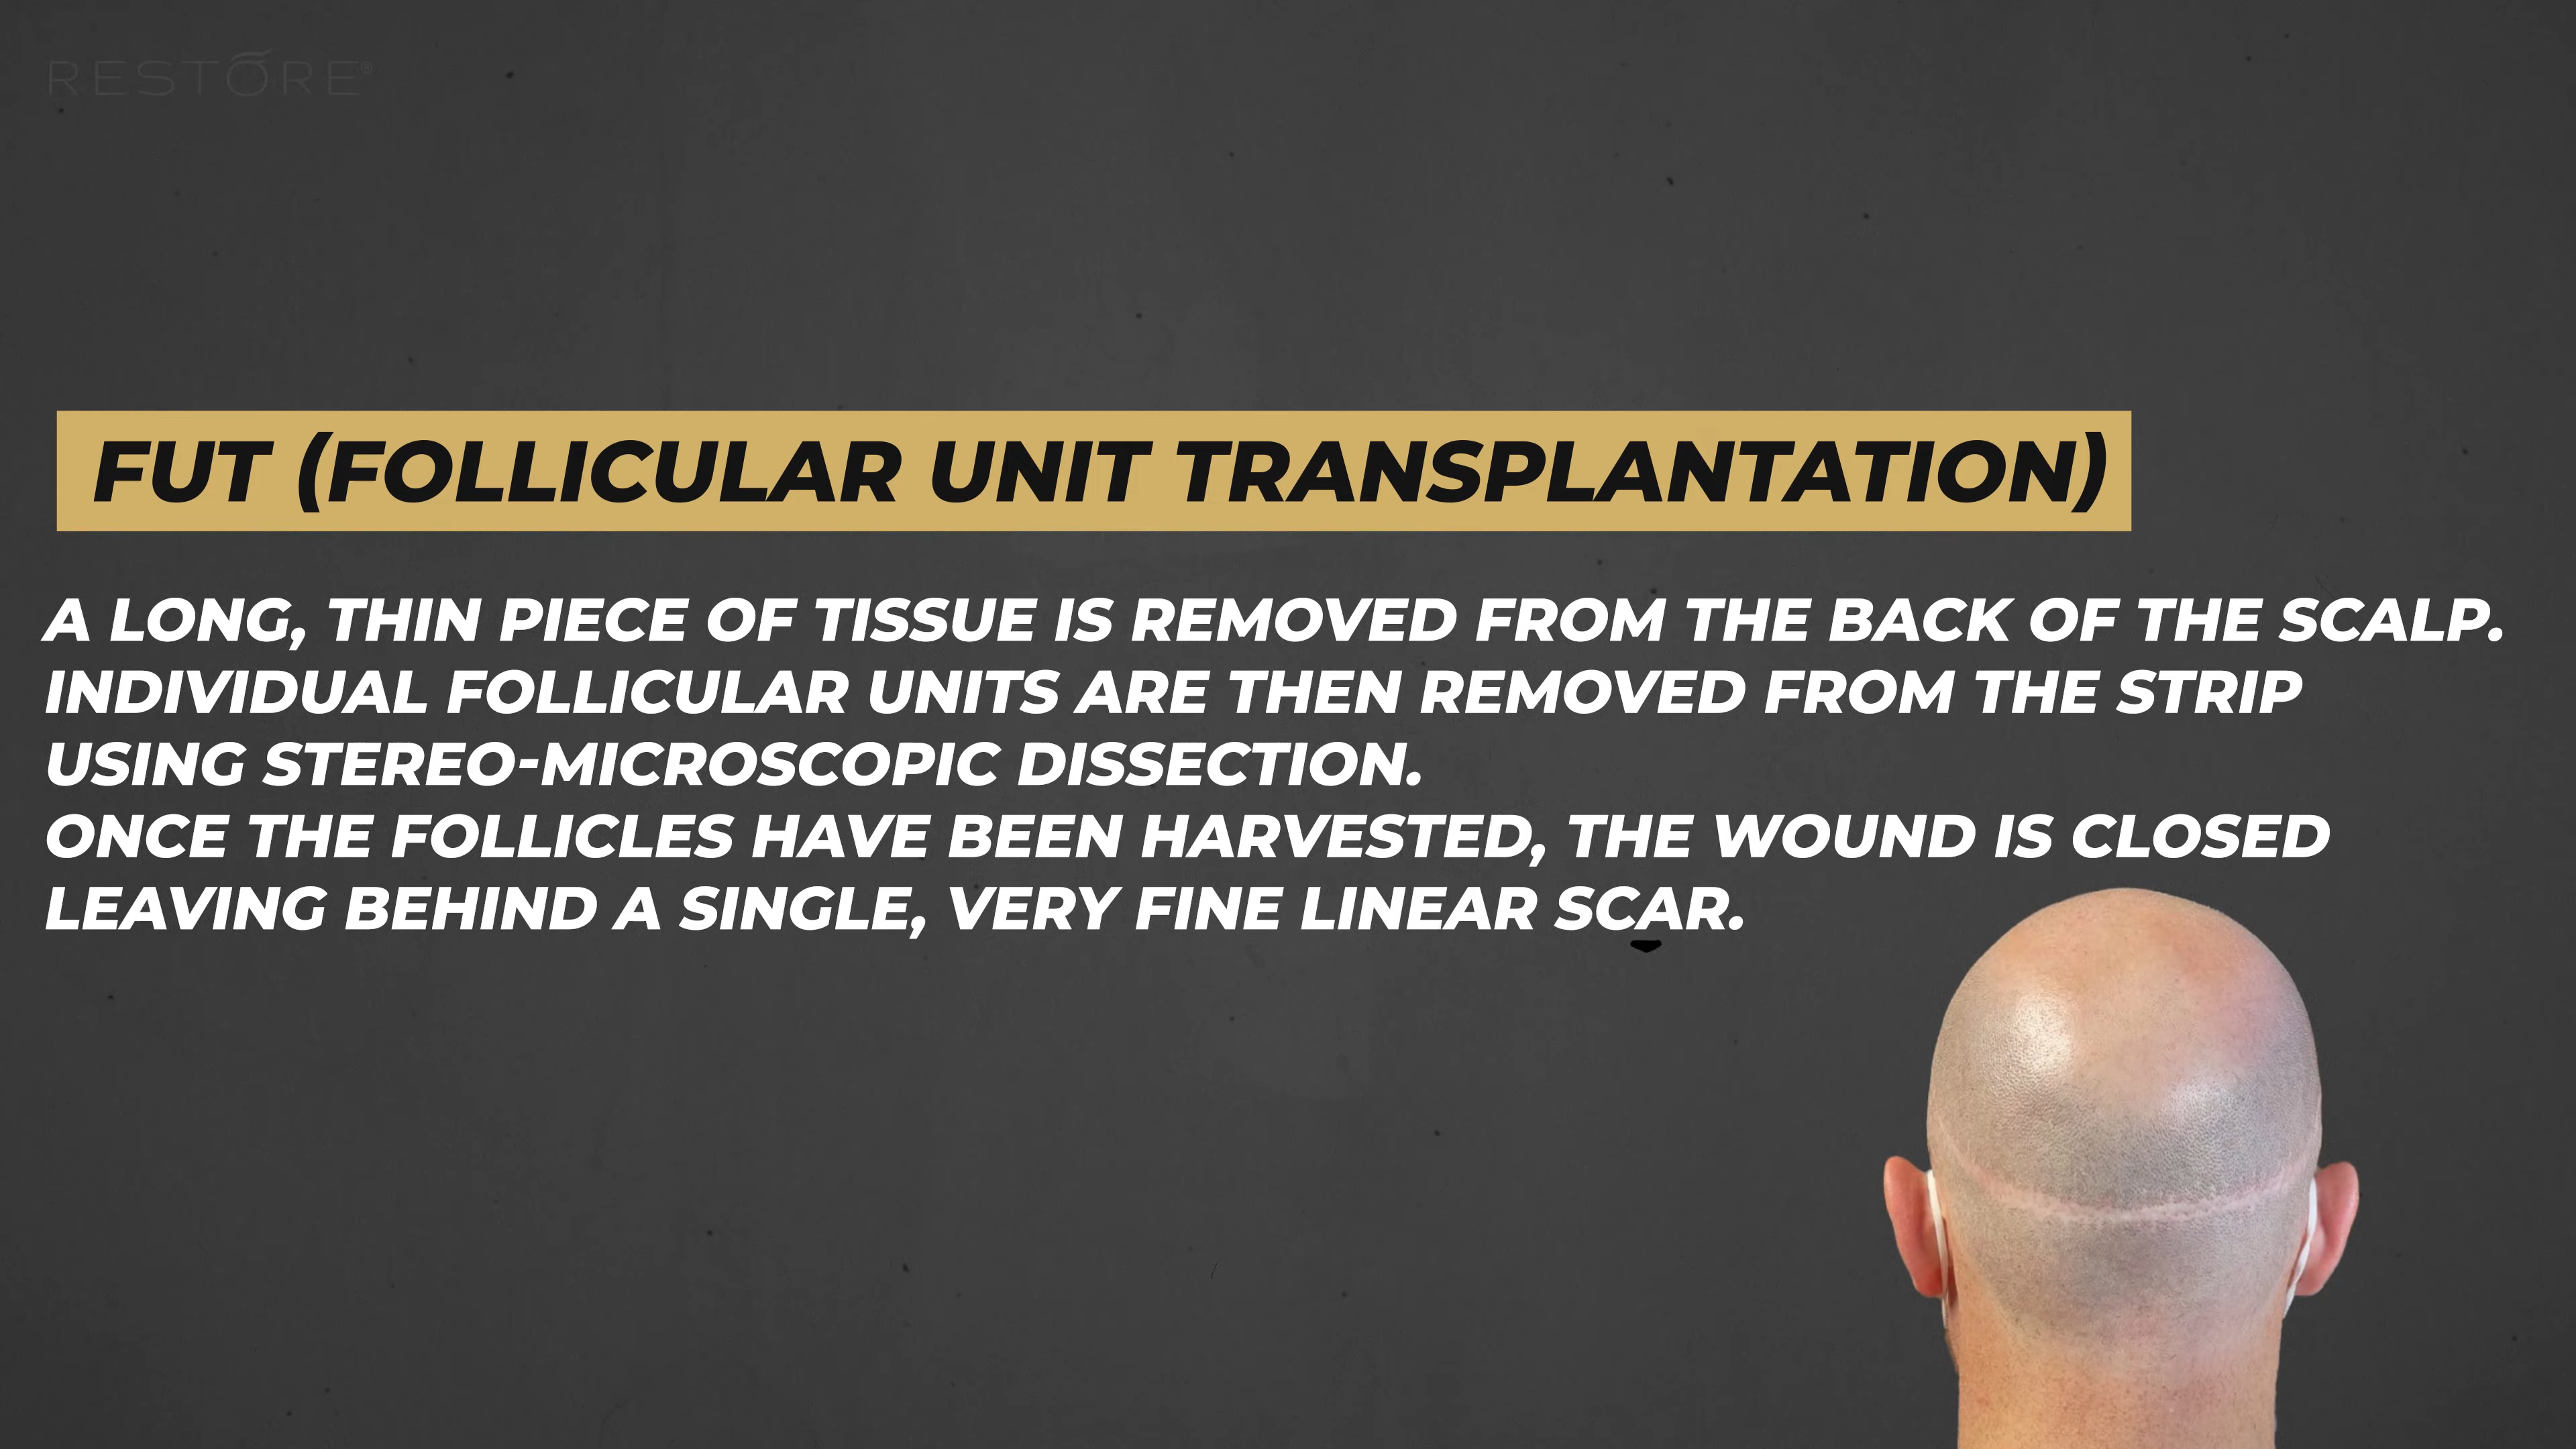 RESTŌRE®
FUT (FOLLICULAR UNIT TRANSPLANTATION)
A LONG, THIN PIECE OF TISSUE IS REMOVED FROM THE BACK OF THE SCALP.
INDIVIDUAL FOLLICULAR UNITS ARE THEN REMOVED FROM THE STRIP
USING STEREO-MICROSCOPIC DISSECTION.
ONCE THE FOLLICLES HAVE BEEN HARVESTED, THE WOUND IS CLOSED
LEAVING BEHIND A SINGLE, VERY FINE LINEAR SCAR.